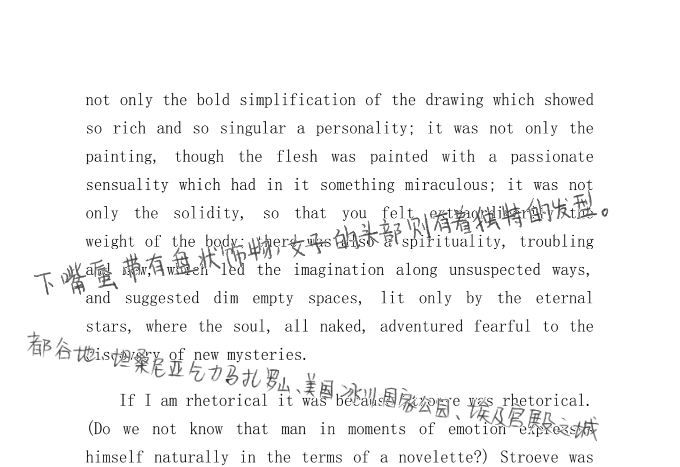 not only the bold simplification of the drawing which showed
so rich and so singular a personality; it was not only the
painting, though the flesh was painted with a passionate
sensuality which had in it something miraculous; it was not
only the solidity, so that you felt extraordinarily the
weight of the body; there was also a spirituality, troubling
and new, which led the imagination along unsuspected ways,
and suggested dim empty spaces, lit only by the eternal
stars, where the soul, all naked, adventured fearful to the
discovery of new mysteries.
If I am rhetorical it was because Stroeve was rhetorical.
(Do we not know that man in moments of emotion expresses
himself naturally in the terms of a novelette?) Stroeve was
下嘴唇带有盘状饰物,女子的头部则有着独特的发型。
都谷地、坦桑尼亚乞力马扎罗山、美国冰川国家公园、埃及宫殿之城